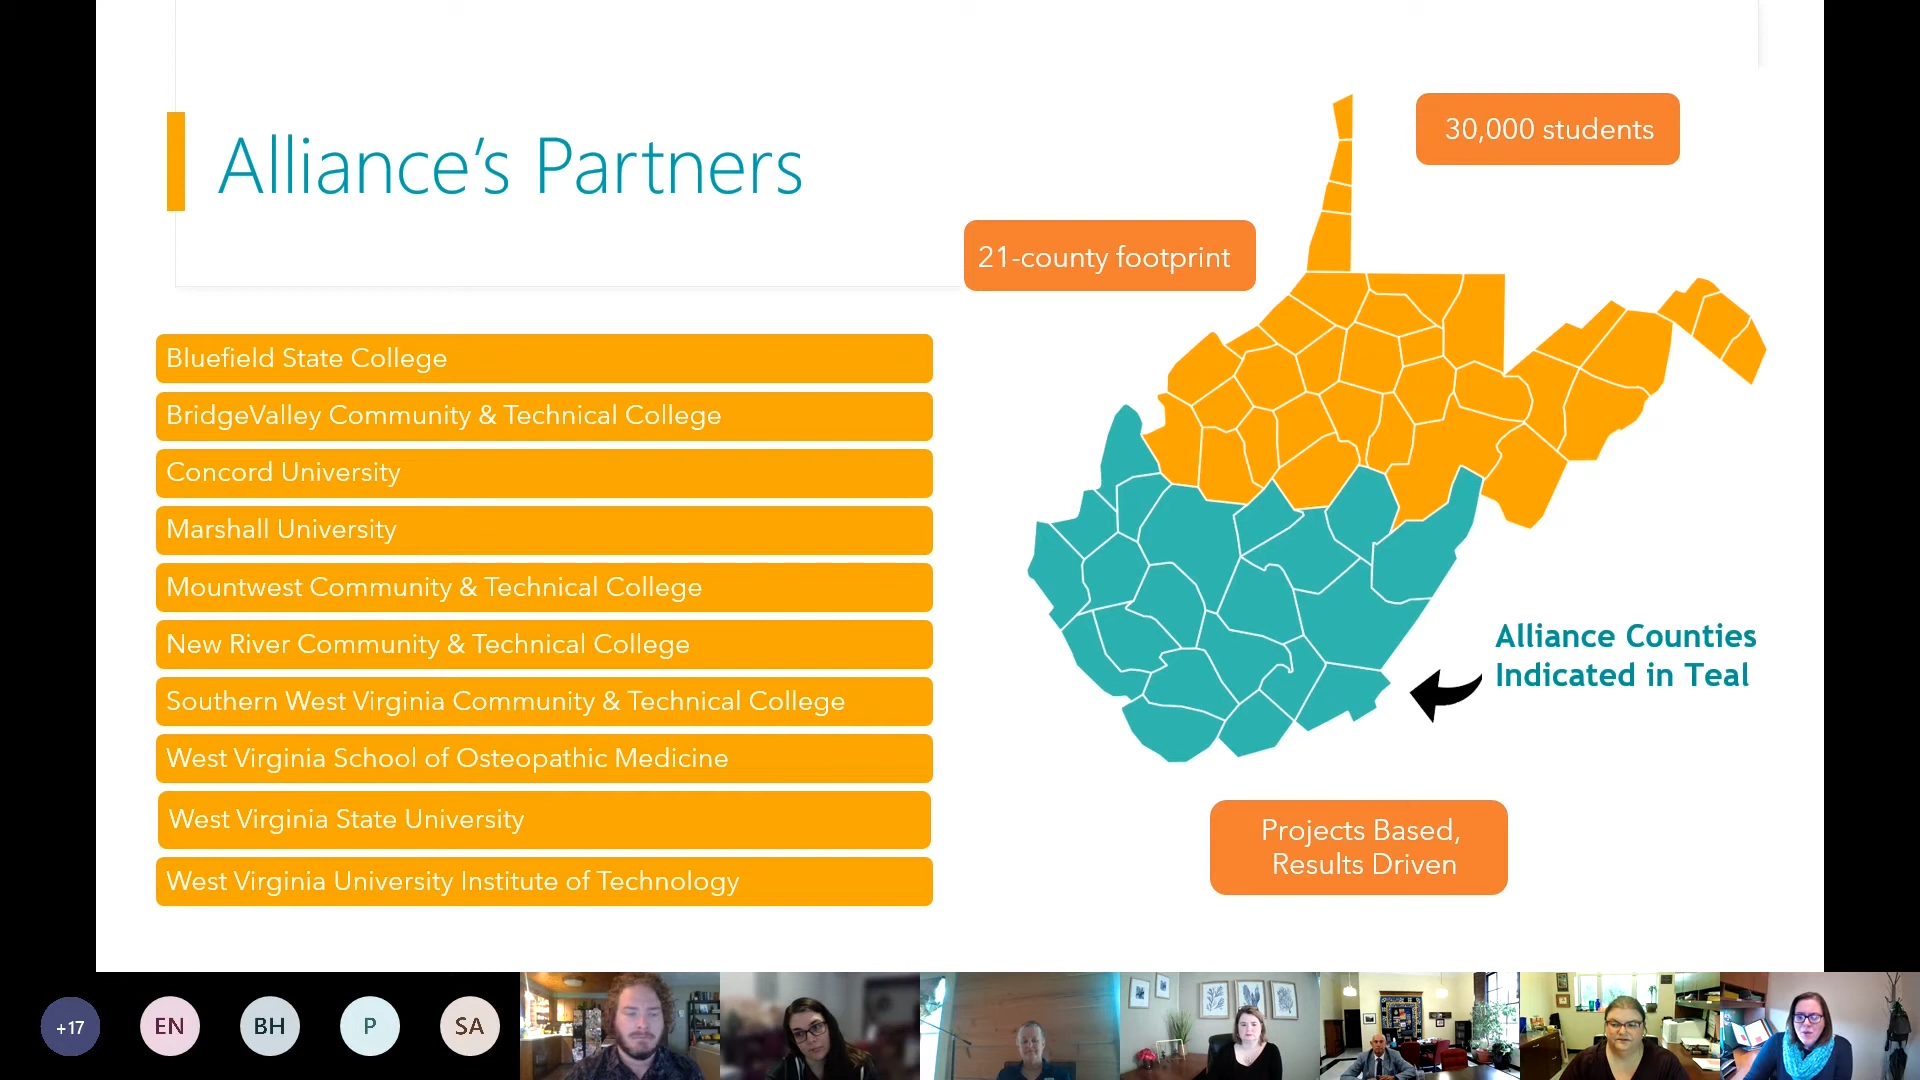 Alliance's Partners
30,000 students
21-county footprint
Bluefield State College
BridgeValley Community & Technical College
Concord University
Marshall University
Mountwest Community & Technical College
New River Community & Technical College
Southern West Virginia Community & Technical College
West Virginia School of Osteopathic Medicine
West Virginia State University
West Virginia University Institute of Technology
Alliance Counties
Indicated in Teal
Projects Based,
Results Driven
+17
EN
BH
P
SA